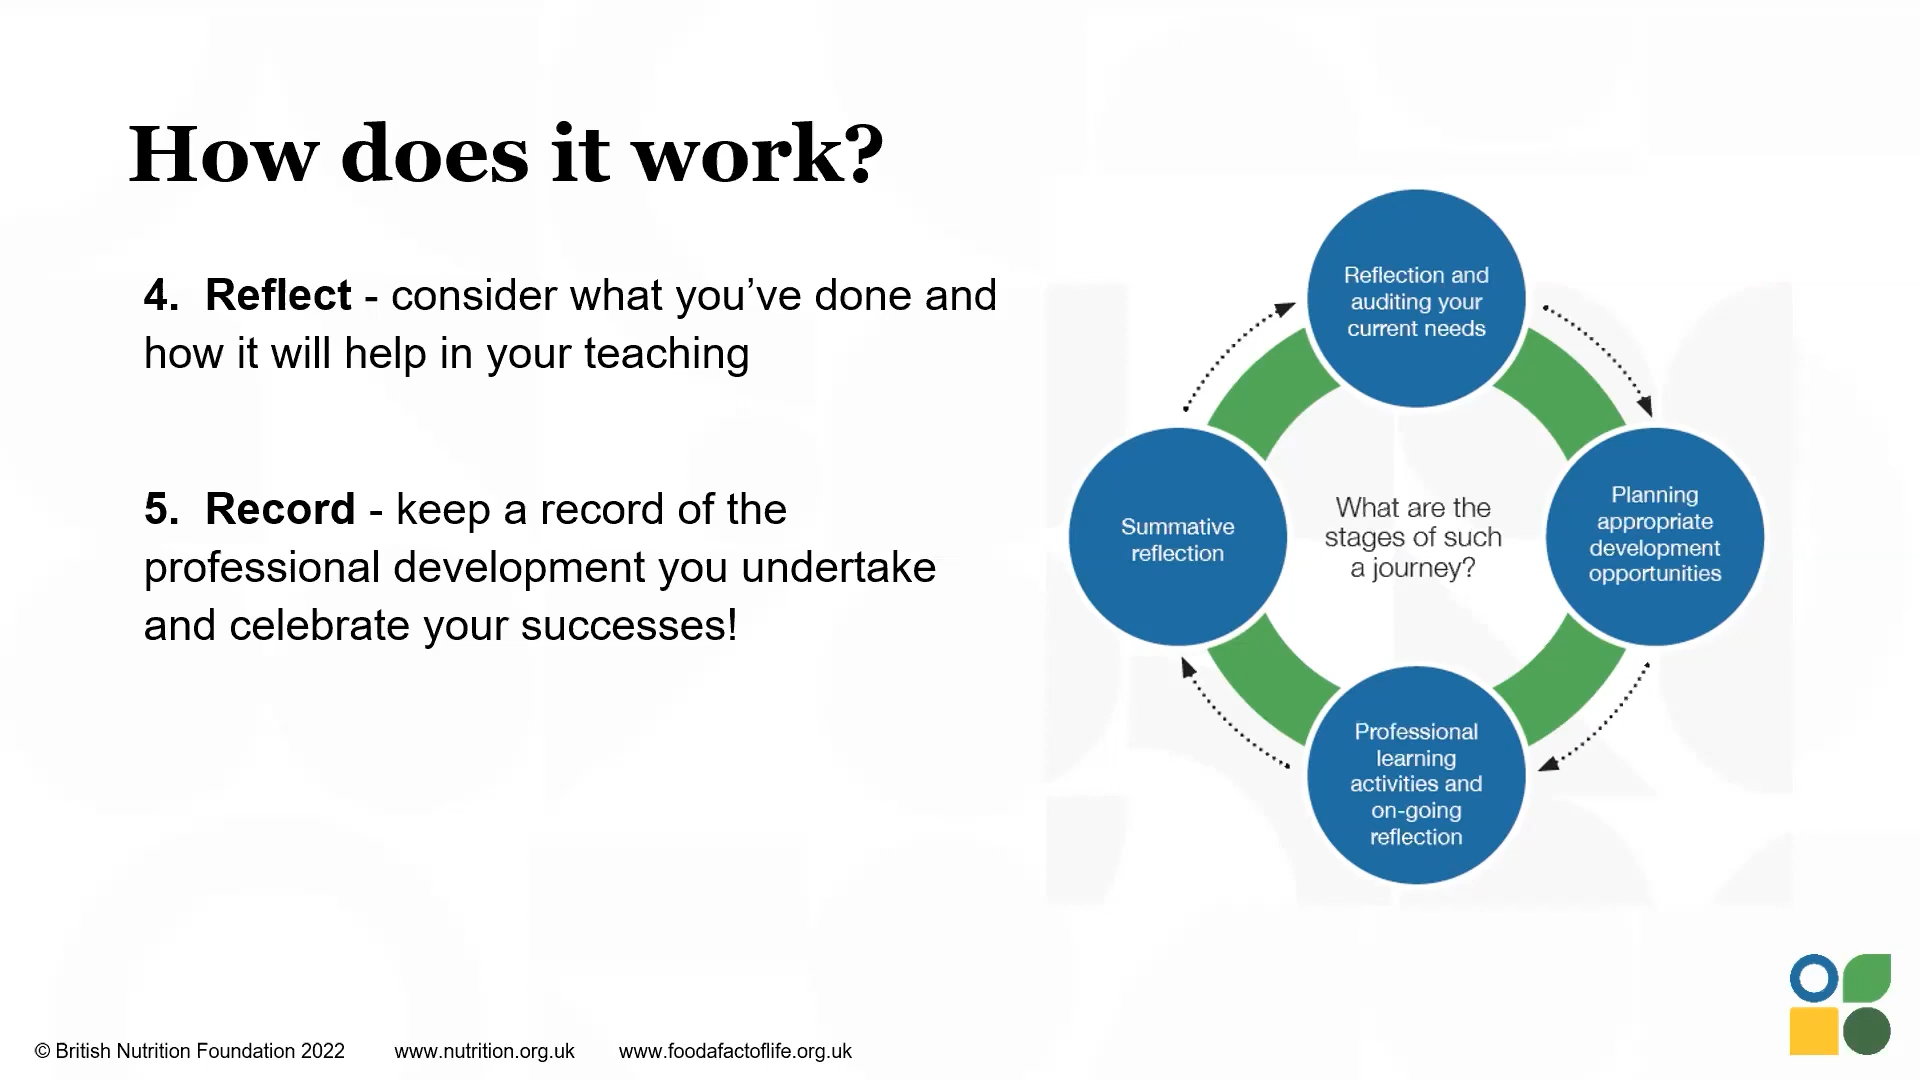 How does it work?
4. Reflect - consider what you’ve done and
how it will help in your teaching
5. Record - keep a record of the
professional development you undertake
and celebrate your successes!
Reflection and
auditing your
current needs
Planning
appropriate
development
opportunities
Professional
learning
activities and
on-going
reflection
Summative
reflection
What are the
stages of such
a journey?
© British Nutrition Foundation 2022 www.nutrition.org.uk www.foodafactoflife.org.uk